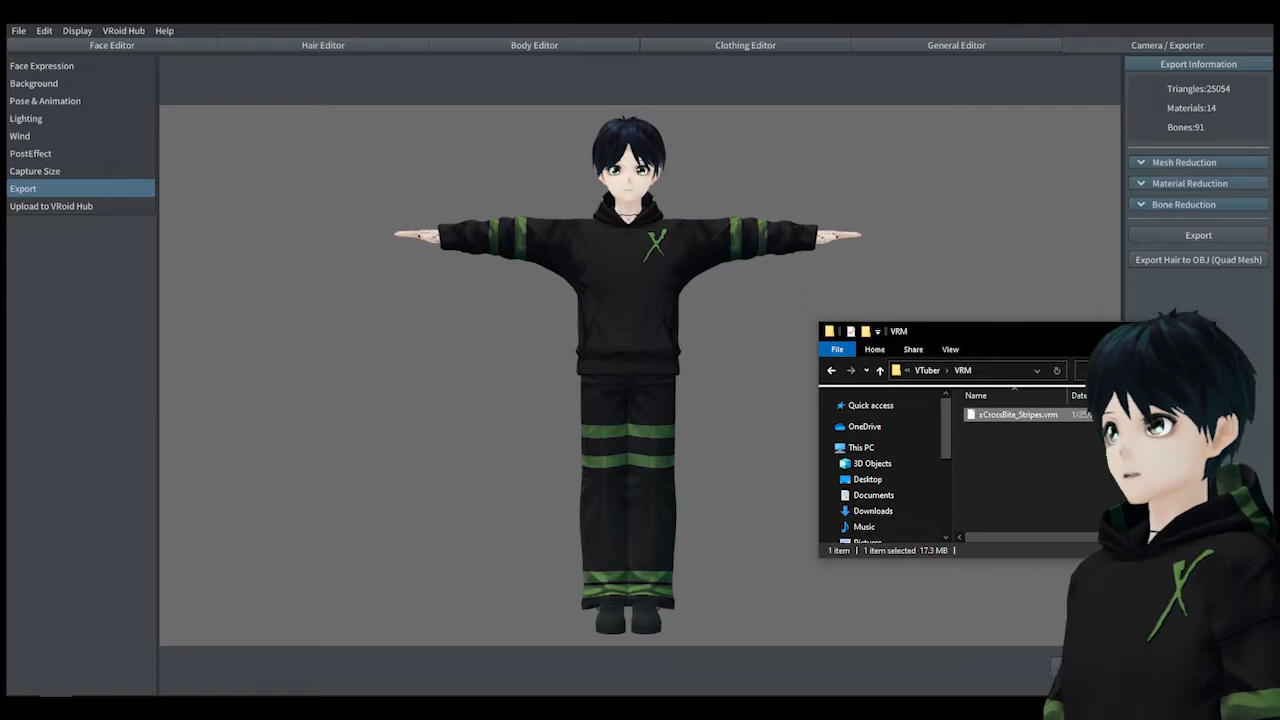 File Edit Display VRoid Hub Help
Face Editor Hair Editor Body Editor Clothing Editor General Editor Camera / Exporter
Face Expression
Background
Pose & Animation
Lighting
Wind
PostEffect
Capture Size
Export
Upload to VRoid Hub
Export Information
Triangles:25054
Materials:14
Bones:91
Mesh Reduction
Material Reduction
Bone Reduction
Export
Export Hair to OBJ (Quad Mesh)
X
VRM
File Home Share View
« VTuber › VRM
Name
Quick access
OneDrive
This PC
3D Objects
Desktop
Documents
Downloads
Music
Pictures
xCrossBite_Stripes.vrm
1 item 1 item selected 17.3 MB
X